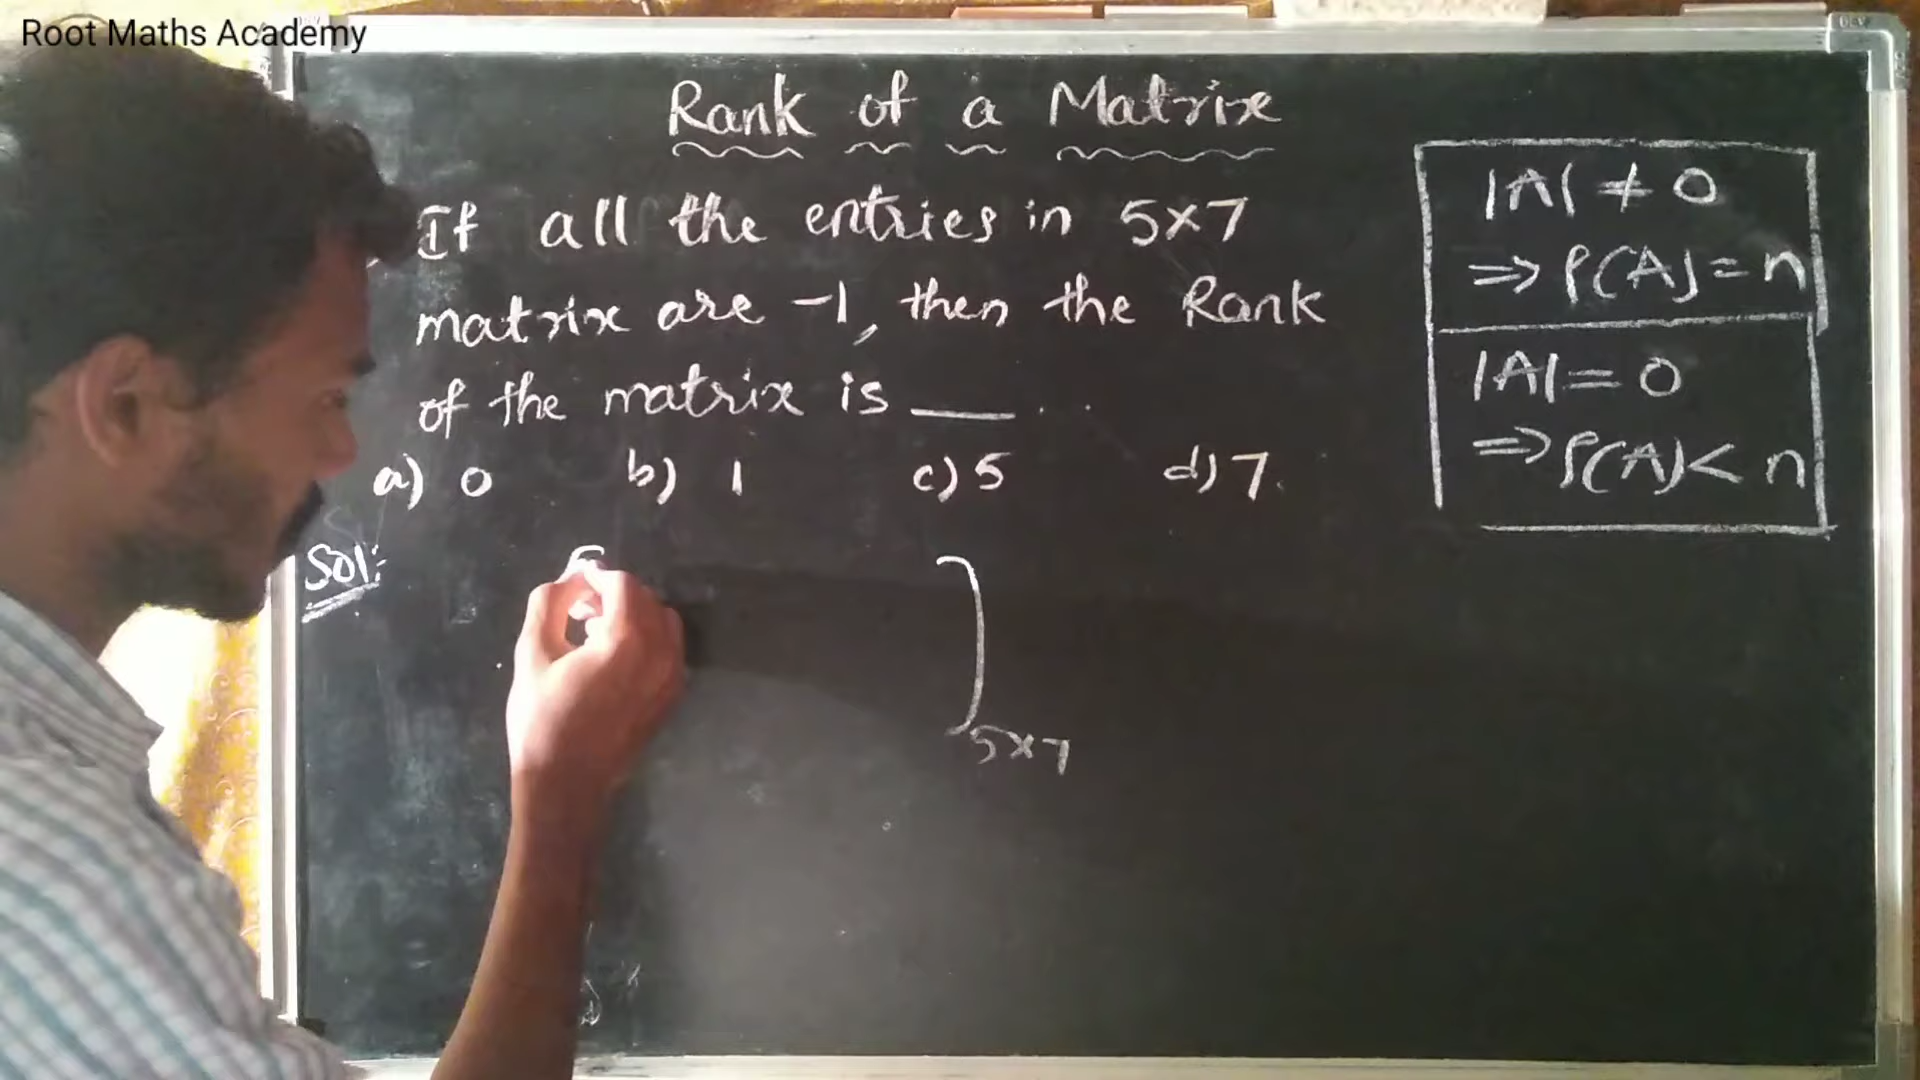 Root Maths Academy
Rank of a Matrix
If all the entries in 5×7
matrix are -1, then the Rank
of the matrix is ____ . .
a) 0 b) 1 c) 5 d) 7.
|A| ≠ 0
⇒ ρ(A) = n
|A| = 0
⇒ ρ(A) < n
Sol:
5×7